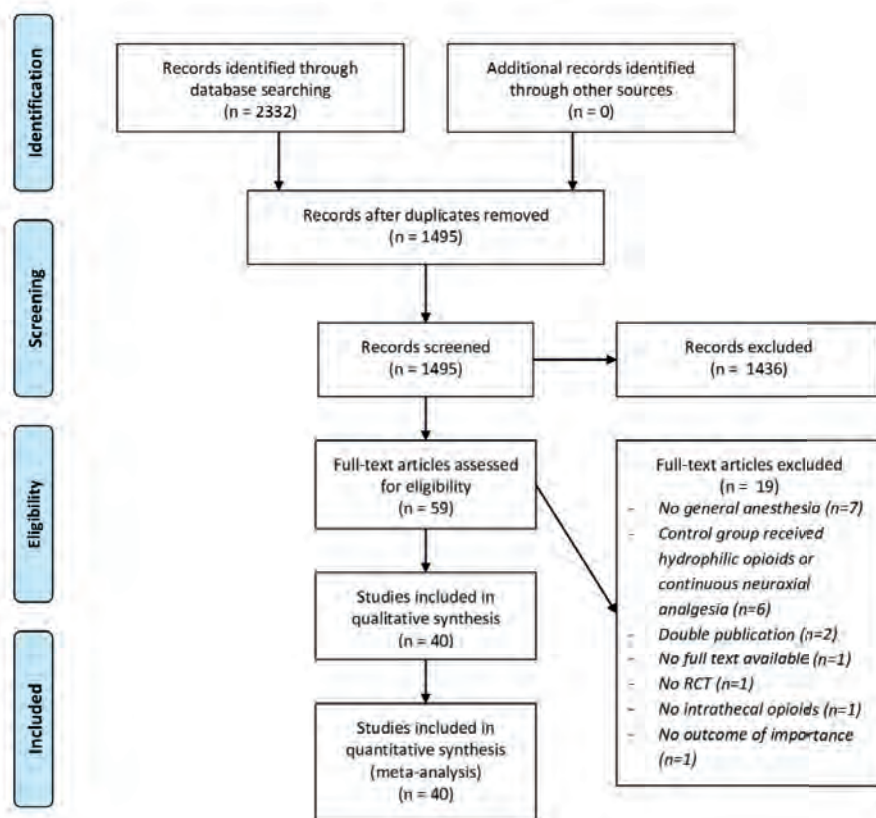 Identification
Records identified through
database searching
(n = 2332)
Additional records identified
through other sources
(n = 0)
Records after duplicates removed
(n = 1495)
Screening
Records screened
(n = 1495)
Records excluded
(n = 1436)
Eligibility
Full-text articles assessed
for eligibility
(n = 59)
Full-text articles excluded
(n = 19)
- No general anesthesia (n=7)
- Control group received
hydrophilic opioids or
continuous neuraxial
analgesia (n=6)
- Double publication (n=2)
- No full text available (n=1)
- No RCT (n=1)
- No intrathecal opioids (n=1)
- No outcome of importance
(n=1)
Studies included in
qualitative synthesis
(n = 40)
Included
Studies included in
quantitative synthesis
(meta-analysis)
(n = 40)